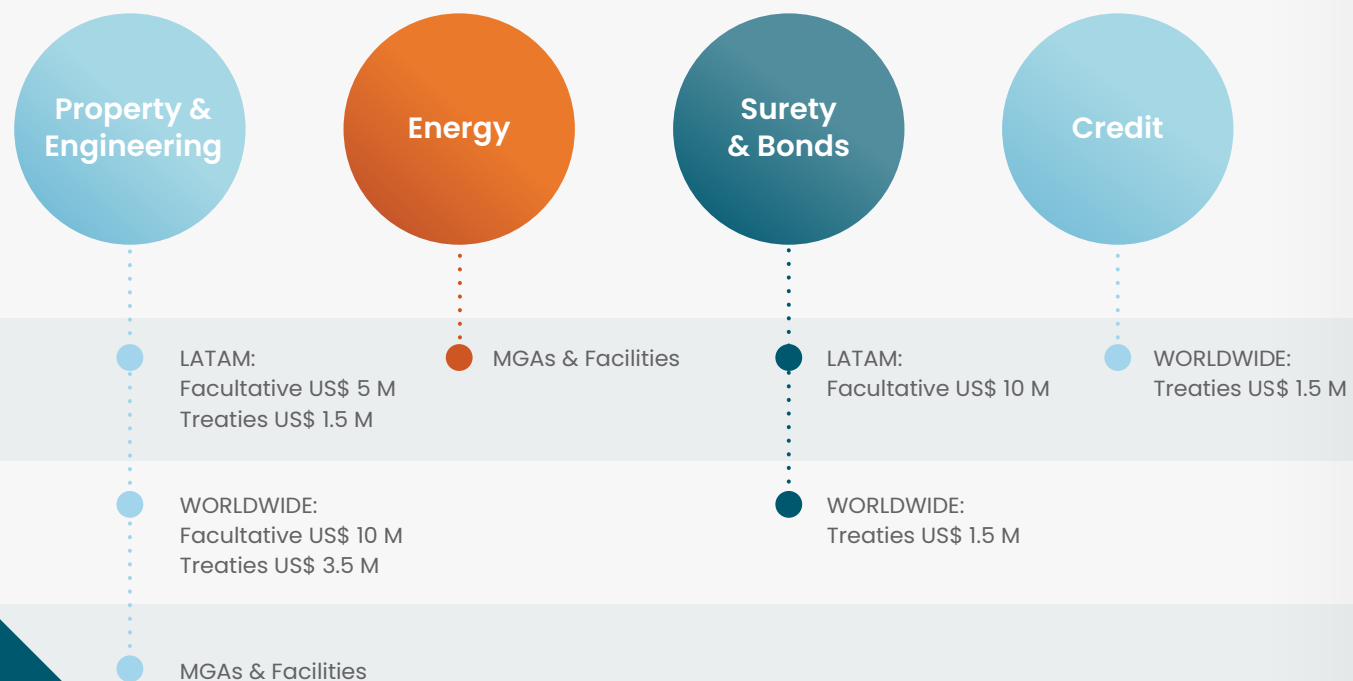 Property &
Engineering
Energy
Surety
& Bonds
Credit
LATAM:
Facultative US$ 5 M
Treaties US$ 1.5 M
MGAs & Facilities
LATAM:
Facultative US$ 10 M
WORLDWIDE:
Treaties US$ 1.5 M
WORLDWIDE:
Facultative US$ 10 M
Treaties US$ 3.5 M
WORLDWIDE:
Treaties US$ 1.5 M
MGAs & Facilities